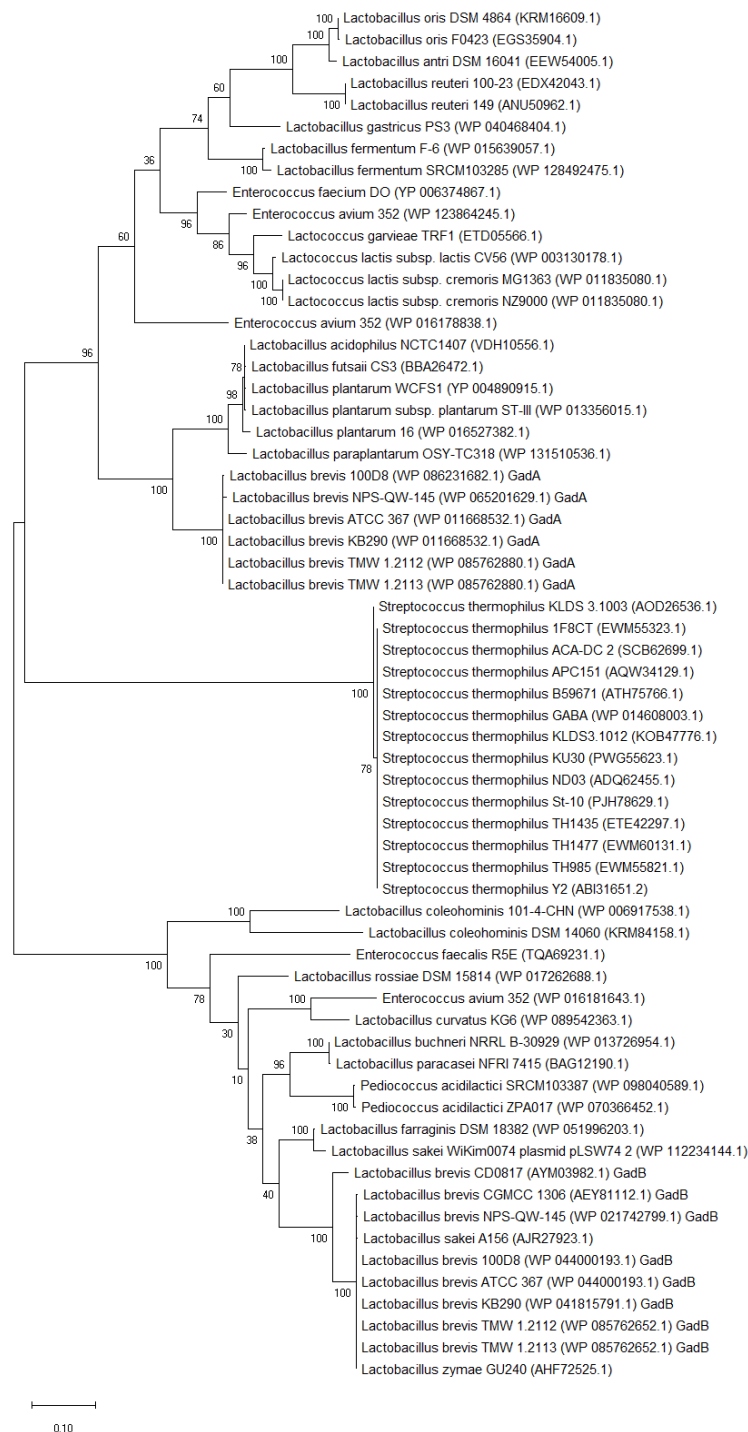 Lactobacillus oris DSM 4864 (KRM16609.1)
100
Lactobacillus oris F0423 (EGS35904.1)
100
Lactobacillus antri DSM 16041 (EEW54005.1)
100
Lactobacillus reuteri 100-23 (EDX42043.1)
60
Lactobacillus reuteri 149 (ANU50962.1)
100
74
Lactobacillus gastricus PS3 (WP 040468404.1)
Lactobacillus fermentum F-6 (WP 015639057.1)
36
Lactobacillus fermentum SRCM103285 (WP 128492475.1)
100
Enterococcus faecium DO (YP 006374867.1)
Enterococcus avium 352 (WP 123864245.1)
96
Lactococcus garvieae TRF1 (ETD05566.1)
60
86
Lactococcus lactis subsp. lactis CV56 (WP 003130178.1)
96
Lactococcus lactis subsp. cremoris MG1363 (WP 011835080.1)
100
Lactococcus lactis subsp. cremoris NZ9000 (WP 011835080.1)
100
Enterococcus avium 352 (WP 016178838.1)
Lactobacillus acidophilus NCTC1407 (VDH10556.1)
96
Lactobacillus futsaii CS3 (BBA26472.1)
78
Lactobacillus plantarum WCFS1 (YP 004890915.1)
98
Lactobacillus plantarum subsp. plantarum ST-III (WP 013356015.1)
Lactobacillus plantarum 16 (WP 016527382.1)
100
Lactobacillus paraplantarum OSY-TC318 (WP 131510536.1)
Lactobacillus brevis 100D8 (WP 086231682.1) GadA
100
Lactobacillus brevis NPS-QW-145 (WP 065201629.1) GadA
Lactobacillus brevis ATCC 367 (WP 011668532.1) GadA
Lactobacillus brevis KB290 (WP 011668532.1) GadA
100
Lactobacillus brevis TMW 1.2112 (WP 085762880.1) GadA
Lactobacillus brevis TMW 1.2113 (WP 085762880.1) GadA
Streptococcus thermophilus KLDS 3.1003 (AOD26536.1)
Streptococcus thermophilus 1F8CT (EWM55323.1)
Streptococcus thermophilus ACA-DC 2 (SCB62699.1)
Streptococcus thermophilus APC151 (AQW34129.1)
100
Streptococcus thermophilus B59671 (ATH75766.1)
Streptococcus thermophilus GABA (WP 014608003.1)
Streptococcus thermophilus KLDS3.1012 (KOB47776.1)
Streptococcus thermophilus KU30 (PWG55623.1)
78
Streptococcus thermophilus ND03 (ADQ62455.1)
Streptococcus thermophilus St-10 (PJH78629.1)
Streptococcus thermophilus TH1435 (ETE42297.1)
Streptococcus thermophilus TH1477 (EWM60131.1)
Streptococcus thermophilus TH985 (EWM55821.1)
Streptococcus thermophilus Y2 (ABI31651.2)
100
Lactobacillus coleohominis 101-4-CHN (WP 006917538.1)
Lactobacillus coleohominis DSM 14060 (KRM84158.1)
100
Enterococcus faecalis R5E (TQA69231.1)
Lactobacillus rossiae DSM 15814 (WP 017262688.1)
78
Enterococcus avium 352 (WP 016181643.1)
100
Lactobacillus curvatus KG6 (WP 089542363.1)
30
Lactobacillus buchneri NRRL B-30929 (WP 013726954.1)
100
Lactobacillus paracasei NFRI 7415 (BAG12190.1)
96
10
Pediococcus acidilactici SRCM103387 (WP 098040589.1)
Pediococcus acidilactici ZPA017 (WP 070366452.1)
100
Lactobacillus farraginis DSM 18382 (WP 051996203.1)
38
100
Lactobacillus sakei WiKim0074 plasmid pLSW74 2 (WP 112234144.1)
Lactobacillus brevis CD0817 (AYM03982.1) GadB
40
Lactobacillus brevis CGMCC 1306 (AEY81112.1) GadB
Lactobacillus brevis NPS-QW-145 (WP 021742799.1) GadB
100
Lactobacillus sakei A156 (AJR27923.1)
Lactobacillus brevis 100D8 (WP 044000193.1) GadB
Lactobacillus brevis ATCC 367 (WP 044000193.1) GadB
100
Lactobacillus brevis KB290 (WP 041815791.1) GadB
Lactobacillus brevis TMW 1.2112 (WP 085762652.1) GadB
Lactobacillus brevis TMW 1.2113 (WP 085762652.1) GadB
Lactobacillus zymae GU240 (AHF72525.1)
0.10